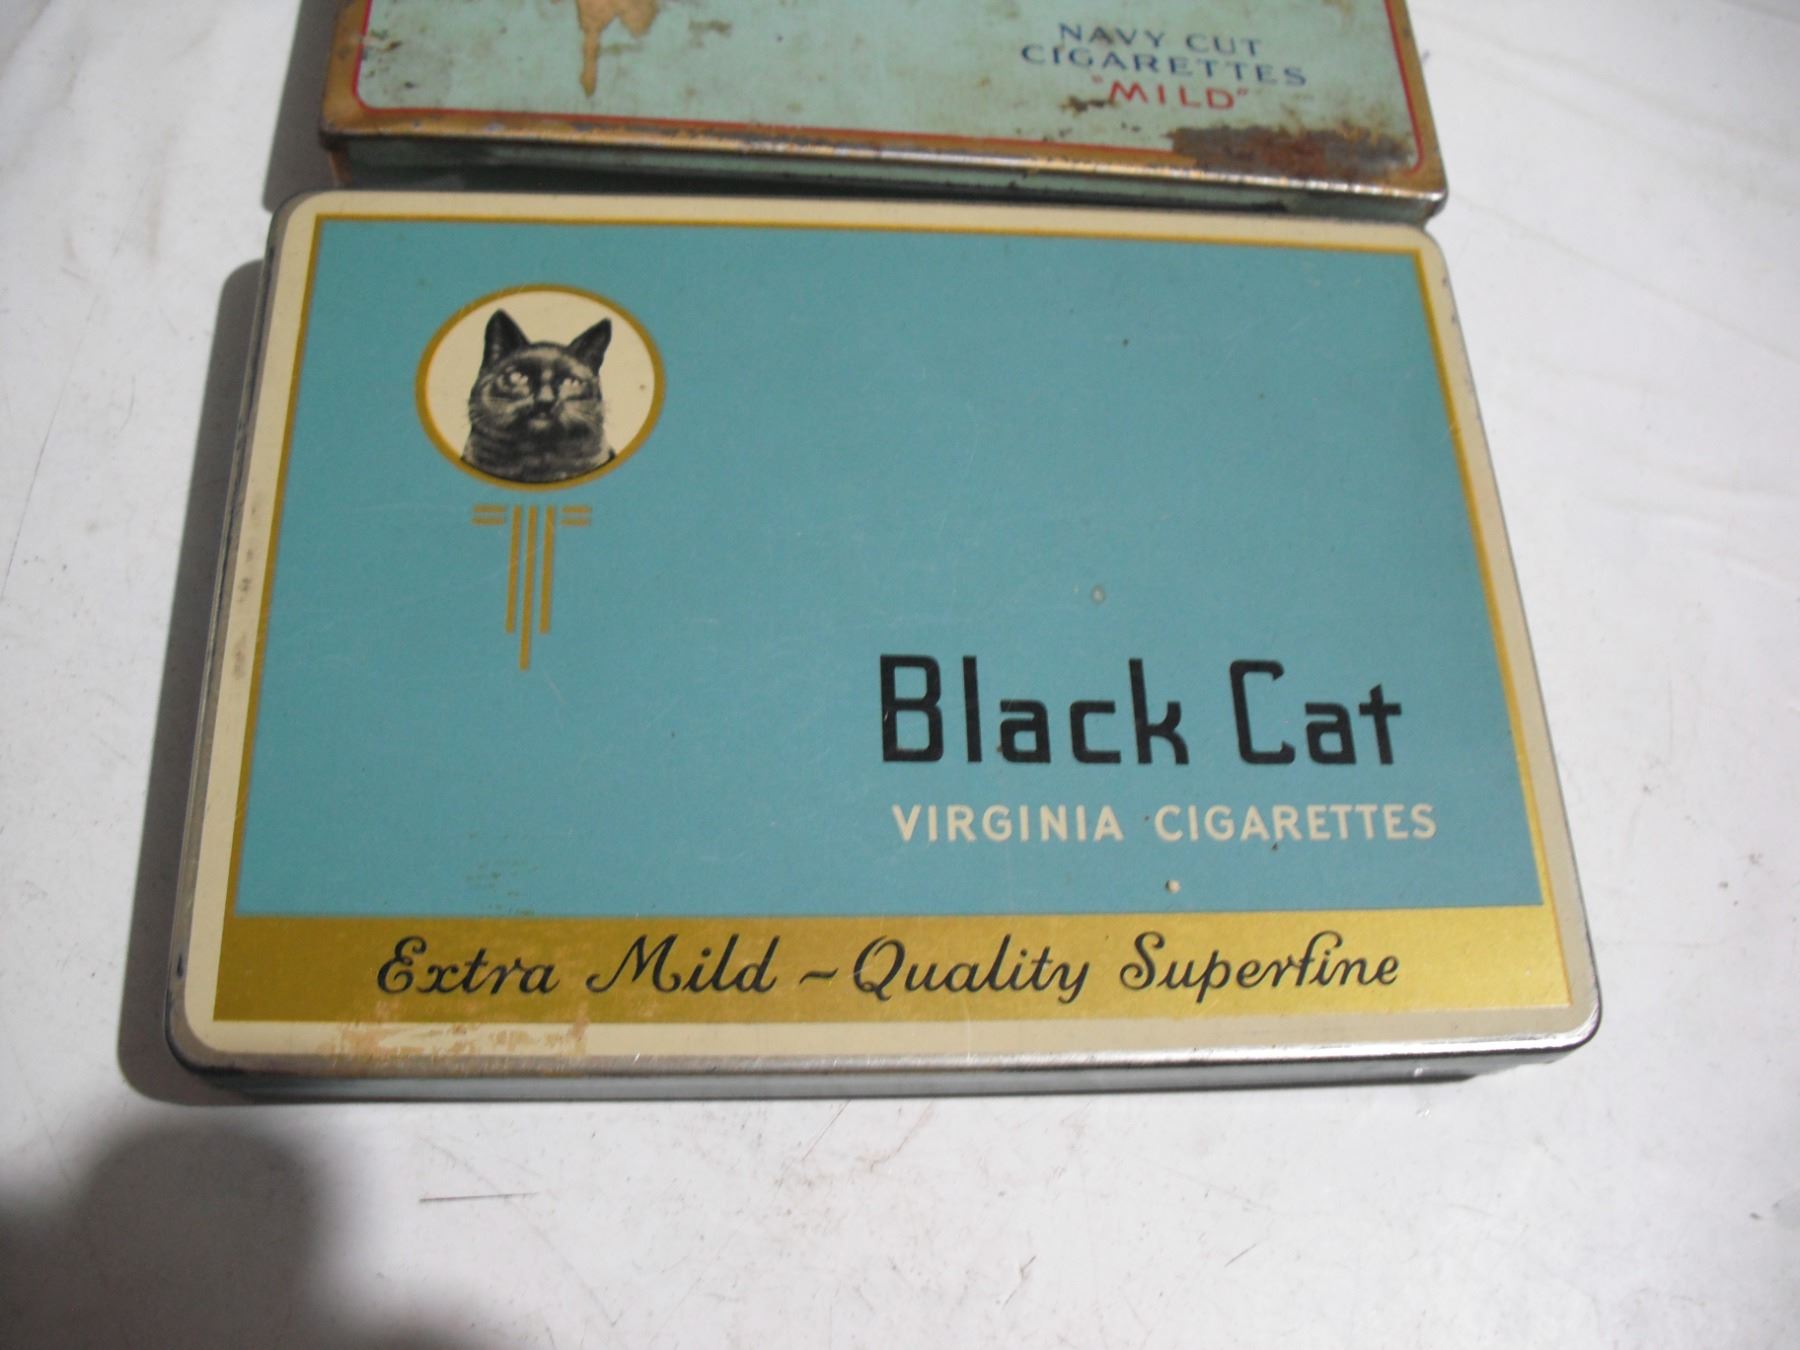 NAVY CUT
CIGARETTES
"MILD"
Black Cat
VIRGINIA CIGARETTES
Extra Mild ~ Quality Superfine